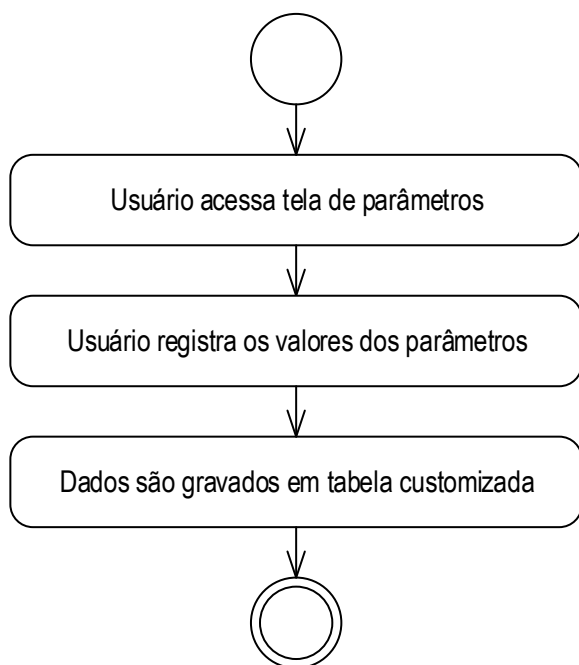 Usuário acessa tela de parâmetros
Usuário registra os valores dos parâmetros
Dados são gravados em tabela customizada